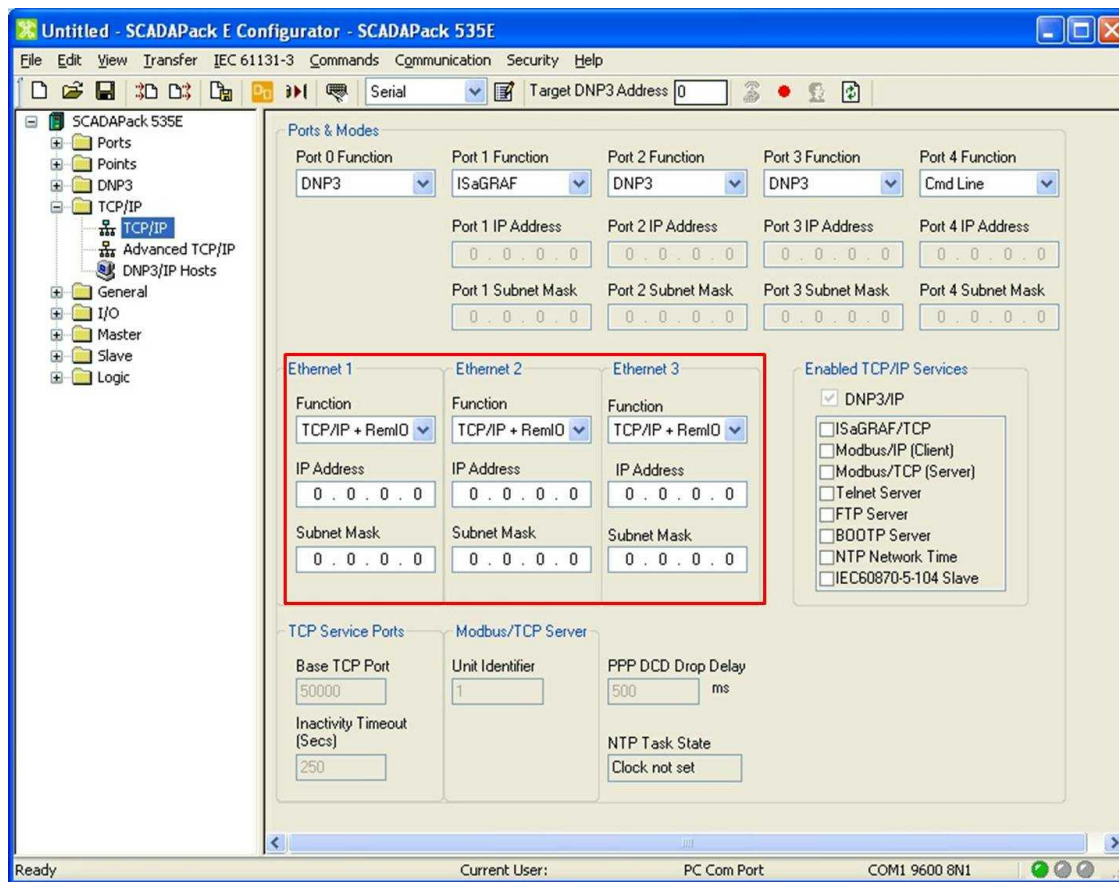 Untitled - SCADAPack E Configurator - SCADAPack 535E
File Edit View Transfer IEC 61131-3 Commands Communication Security Help
Serial Target DNP3 Address 0
SCADAPack 535E
Ports
Points
DNP3
TCP/IP
TCP/IP
Advanced TCP/IP
DNP3/IP Hosts
General
I/O
Master
Slave
Logic
Ports & Modes
Port 0 Function Port 1 Function Port 2 Function Port 3 Function Port 4 Function
DNP3 ISaGRAF DNP3 DNP3 Cmd Line
Port 1 IP Address Port 2 IP Address Port 3 IP Address Port 4 IP Address
0 . 0 . 0 . 0 0 . 0 . 0 . 0 0 . 0 . 0 . 0 0 . 0 . 0 . 0
Port 1 Subnet Mask Port 2 Subnet Mask Port 3 Subnet Mask Port 4 Subnet Mask
0 . 0 . 0 . 0 0 . 0 . 0 . 0 0 . 0 . 0 . 0 0 . 0 . 0 . 0
Ethernet 1 Ethernet 2 Ethernet 3
Function Function Function
TCP/IP + RemIO TCP/IP + RemIO TCP/IP + RemIO
IP Address IP Address IP Address
0 . 0 . 0 . 0 0 . 0 . 0 . 0 0 . 0 . 0 . 0
Subnet Mask Subnet Mask Subnet Mask
0 . 0 . 0 . 0 0 . 0 . 0 . 0 0 . 0 . 0 . 0
Enabled TCP/IP Services
DNP3/IP
ISaGRAF/TCP
Modbus/IP (Client)
Modbus/TCP (Server)
Telnet Server
FTP Server
BOOTP Server
NTP Network Time
IEC60870-5-104 Slave
TCP Service Ports Modbus/TCP Server
Base TCP Port Unit Identifier PPP DCD Drop Delay
50000 1 500 ms
Inactivity Timeout
(Secs)
250
NTP Task State
Clock not set
Ready Current User: PC Com Port COM1 9600 8N1